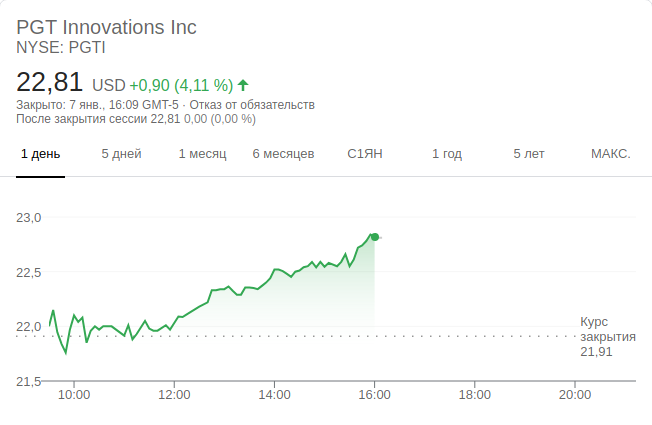 PGT Innovations Inc
NYSE: PGTI
22,81 USD +0,90 (4,11 %)
Закрыто: 7 янв., 16:09 GMT-5 · Отказ от обязательств
После закрытия сессии 22,81 0,00 (0,00 %)
1 день 5 дней 1 месяц 6 месяцев С1ЯН 1 год 5 лет МАКС.
23,0
22,5
22,0
Курс
закрытия
21,91
21,5
10:00 12:00 14:00 16:00 18:00 20:00